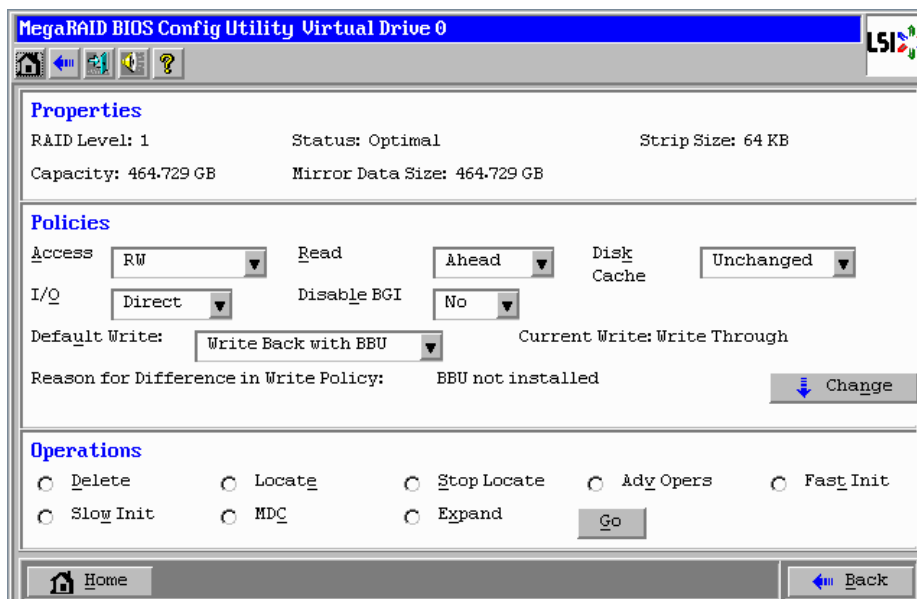 MegaRAID BIOS Config Utility Virtual Drive 0
LSI
?
Properties
RAID Level: 1 Status: Optimal Strip Size: 64 KB
Capacity: 464.729 GB Mirror Data Size: 464.729 GB
Policies
Access RW Read Ahead Disk Cache Unchanged
I/O Direct Disable BGI No
Default Write: Write Back with BBU Current Write: Write Through
Reason for Difference in Write Policy: BBU not installed
Change
Operations
Delete Locate Stop Locate Adv Opers Fast Init
Slow Init MDC Expand Go
Home Back